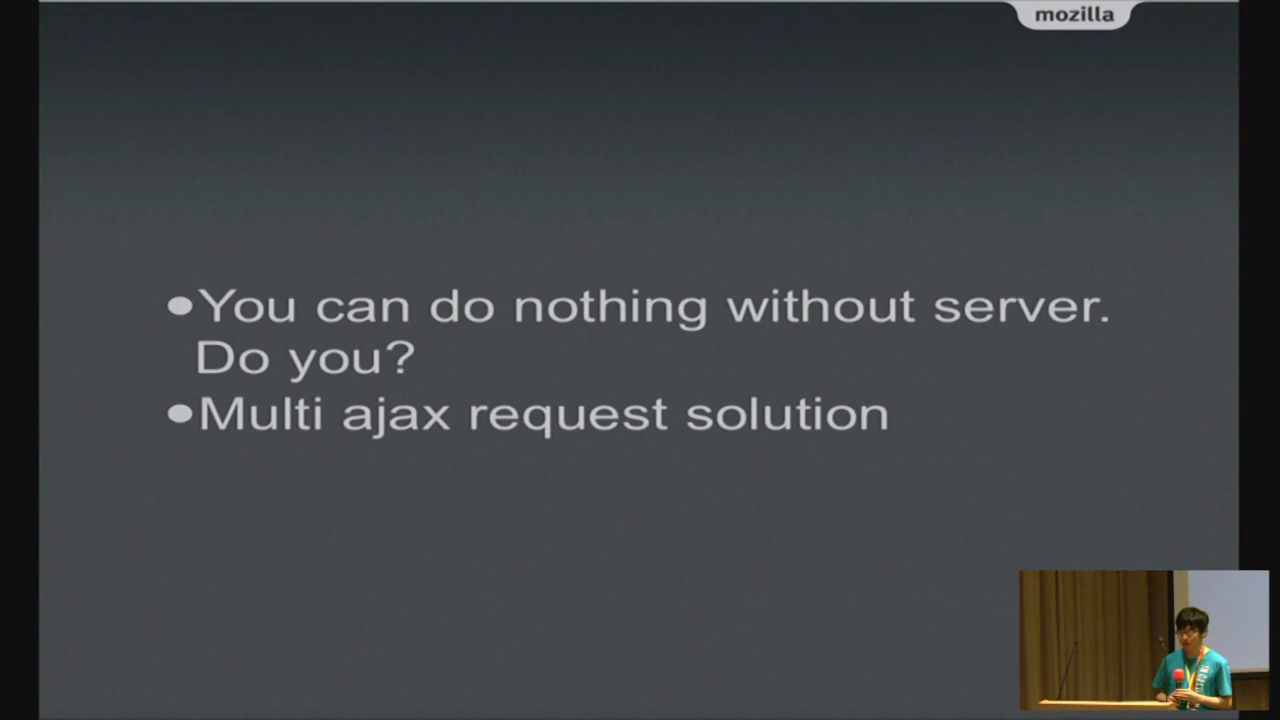 mozilla
•You can do nothing without server.
Do you?
•Multi ajax request solution